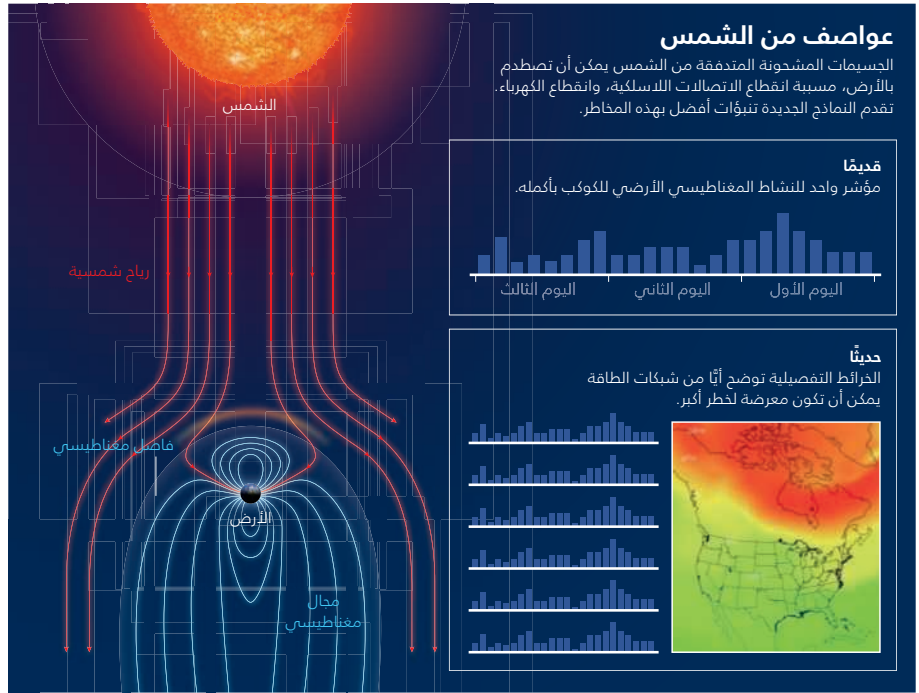 عواصف من الشمس
الجسيمات المشحونة المتدفقة من الشمس يمكن أن تصطدم
بالأرض، مسببة انقطاع الاتصالات اللاسلكية، وانقطاع الكهرباء.
تقدم النماذج الجديدة تنبؤات أفضل بهذه المخاطر.
قديمًا
مؤشر واحد للنشاط المغناطيسي الأرضي للكوكب بأكمله.
اليوم الأول
اليوم الثاني
اليوم الثالث
حديثًا
الخرائط التفصيلية توضح أيًّا من شبكات الطاقة
يمكن أن تكون معرضة لخطر أكبر.
الشمس
رياح شمسية
فاصل مغناطيسي
الأرض
مجال
مغناطيسي